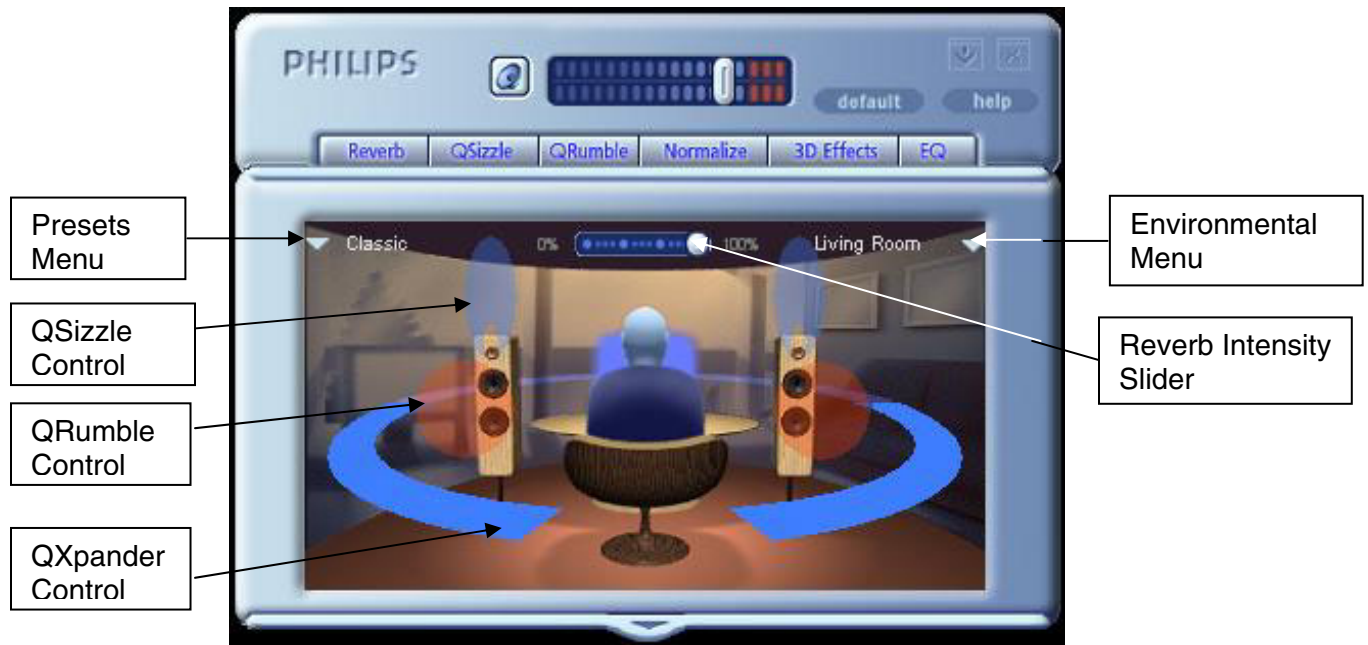 PHILIPS
default
help
Reverb
QSizzle
QRumble
Normalize
3D Effects
EQ
Presets
Menu
Classic
0%
100%
Living Room
Environmental
Menu
QSizzle
Control
Reverb Intensity
Slider
QRumble
Control
QXpander
Control